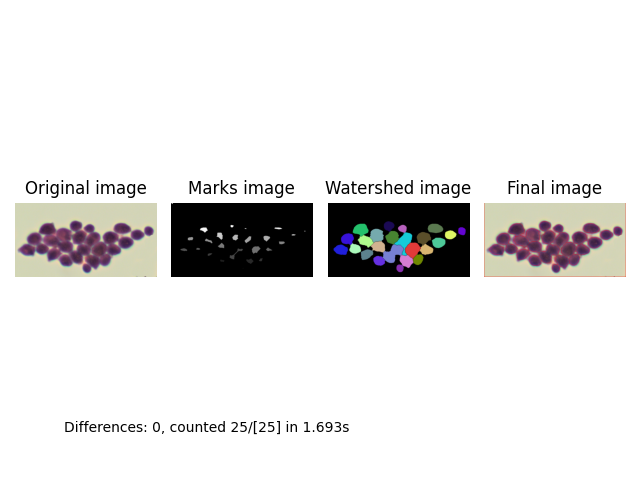 Original image
Marks image
Watershed image
Final image
Differences: 0, counted 25/[25] in 1.693s